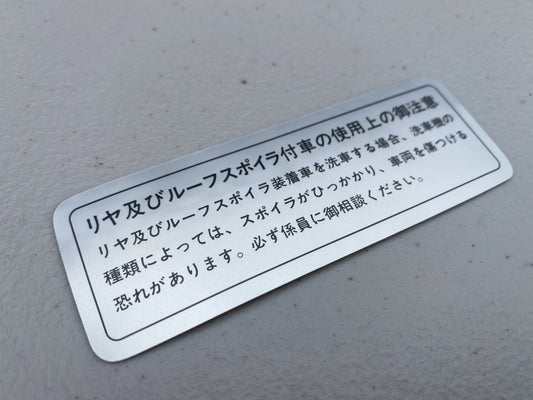 リヤ及びルーフスポイラ付車の使用上の御注意
リヤ及びルーフスポイラ装着車を洗車する場合、洗車機の
種類によっては、スポイラがひっかかり、車両を傷つける
恐れがあります。必ず係員に御相談ください。